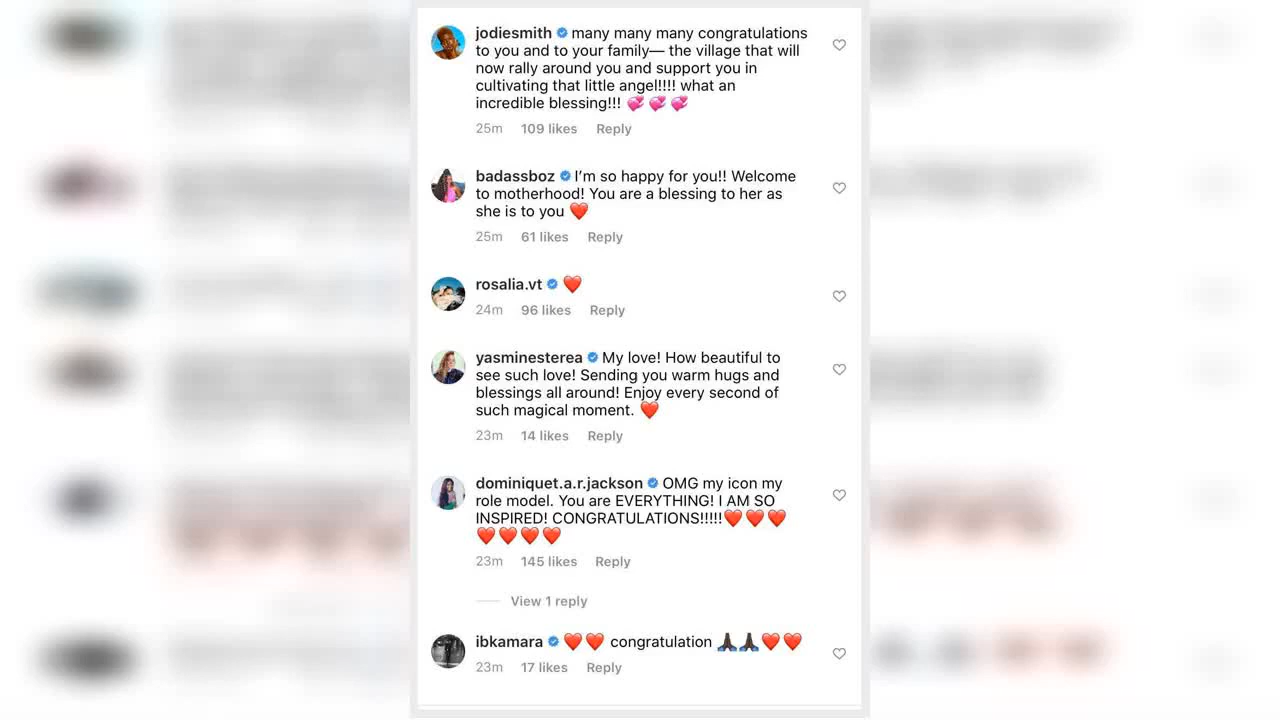 jodiesmith many many many congratulations
to you and to your family— the village that will
now rally around you and support you in
cultivating that little angel!!!! what an
incredible blessing!!! 💞 💞 💞
25m 109 likes Reply
badassboz I’m so happy for you!! Welcome
to motherhood! You are a blessing to her as
she is to you ❤️
25m 61 likes Reply
rosalia.vt ❤️
24m 96 likes Reply
yasminesterea My love! How beautiful to
see such love! Sending you warm hugs and
blessings all around! Enjoy every second of
such magical moment. ❤️
23m 14 likes Reply
dominiquet.a.r.jackson OMG my icon my
role model. You are EVERYTHING! I AM SO
INSPIRED! CONGRATULATIONS!!!!!❤️❤️❤️
❤️❤️❤️❤️
23m 145 likes Reply
View 1 reply
ibkamara ❤️❤️ congratulation 🙏🏿🙏🏿❤️❤️
23m 17 likes Reply